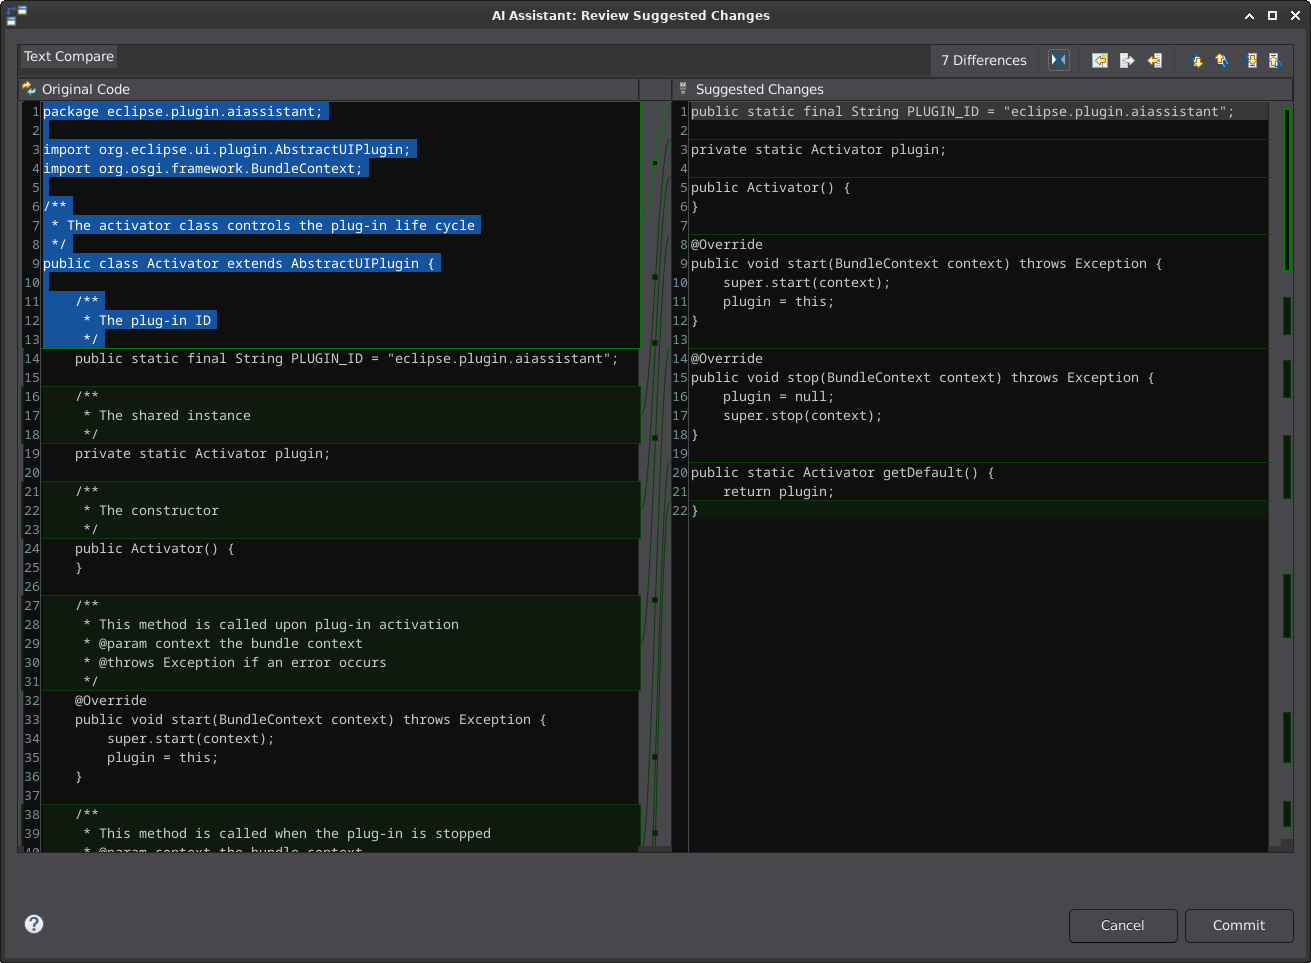 AI Assistant: Review Suggested Changes
Text Compare
7 Differences
Original Code
1 package eclipse.plugin.aiassistant;
2
3 import org.eclipse.ui.plugin.AbstractUIPlugin;
4 import org.osgi.framework.BundleContext;
5
6 /**
7  * The activator class controls the plug-in life cycle
8  */
9 public class Activator extends AbstractUIPlugin {
10
11     /**
12      * The plug-in ID
13      */
14     public static final String PLUGIN_ID = "eclipse.plugin.aiassistant";
15
16     /**
17      * The shared instance
18      */
19     private static Activator plugin;
20
21     /**
22      * The constructor
23      */
24     public Activator() {
25     }
26
27     /**
28      * This method is called upon plug-in activation
29      * @param context the bundle context
30      * @throws Exception if an error occurs
31      */
32     @Override
33     public void start(BundleContext context) throws Exception {
34         super.start(context);
35         plugin = this;
36     }
37
38     /**
39      * This method is called when the plug-in is stopped
40      * @param context the bundle context
Suggested Changes
1 public static final String PLUGIN_ID = "eclipse.plugin.aiassistant";
2
3 private static Activator plugin;
4
5 public Activator() {
6 }
7
8 @Override
9 public void start(BundleContext context) throws Exception {
10     super.start(context);
11     plugin = this;
12 }
13
14 @Override
15 public void stop(BundleContext context) throws Exception {
16     plugin = null;
17     super.stop(context);
18 }
19
20 public static Activator getDefault() {
21     return plugin;
22 }
?
Cancel
Commit